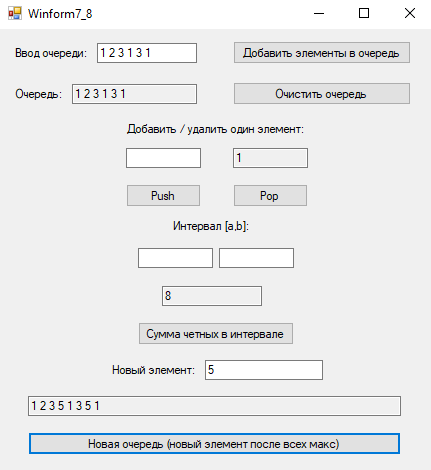 Winform7_8
Ввод очереди: 1 2 3 1 3 1 Добавить элементы в очередь
Очередь: 1 2 3 1 3 1 Очистить очередь
Добавить / удалить один элемент:
1
Push Pop
Интервал [a,b]:
8
Сумма четных в интервале
Новый элемент: 5
1 2 3 5 1 3 5 1
Новая очередь (новый элемент после всех макс)